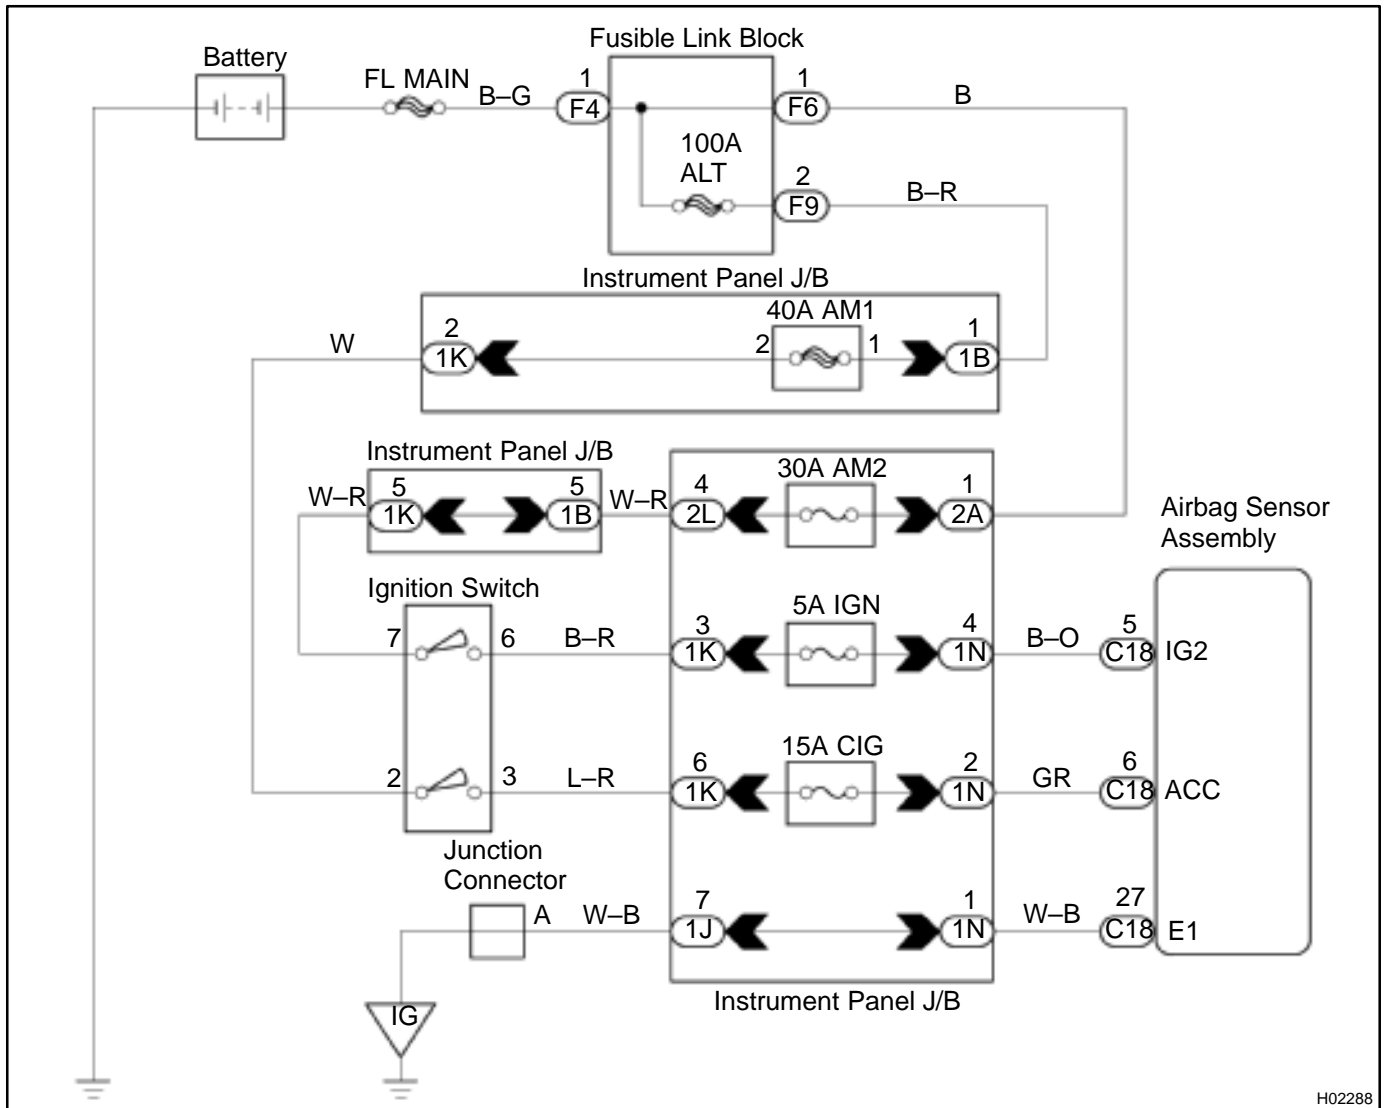 Fusible Link Block
Battery
FL MAIN
B–G
1
F4
1
F6
B
100A
ALT
2
F9
B–R
Instrument Panel J/B
40A AM1
W
2
1K
2
1
1
1B
Instrument Panel J/B
W–R
5
1K
5
1B
W–R
4
2L
30A AM2
1
2A
Airbag Sensor
Assembly
Ignition Switch
7
6
B–R
3
1K
5A IGN
4
1N
B–O
5
C18
IG2
2
3
L–R
6
1K
15A CIG
2
1N
GR
6
C18
ACC
Junction
Connector
A
W–B
7
1J
1
1N
W–B
27
C18
E1
Instrument Panel J/B
IG
H02288